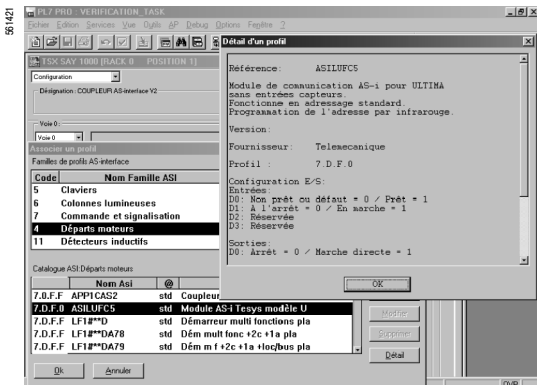 561421
PL7 PRO : VERIFICATION_TASK
Fichier Edition Services Vue Outils AP Debug Options Fenêtre ?
TSX SAY 1000 [RACK 0 POSITION 1]
Configuration
Désignation : COUPLEUR AS-interface V2
Voie 0 :
Voie 0
Associer un profil
Familles de profils AS-interface
Code Nom Famille ASI
5 Claviers
6 Colonnes lumineuses
7 Commande et signalisation
4 Départs moteurs
11 Détecteurs inductifs
Catalogue ASI:Départs moteurs
Nom Asi @
7.0.F.F APP1CAS2 std Coupleur
7.D.F.0 ASILUFC5 std Module AS-i Tesys modèle U
7.D.F.F LF1#**D std Démarreur multi fonctions pla
7.D.F.F LF1#**DA78 std Dém mult fonc +2c +1a pla
7.D.F.F LF1#**DA79 std Dém m f +2c +1a +loc/bus pla
Modifier
Supprimer
Détail
Ok Annuler
Détail d'un profil
Référence: ASILUFC5
Module de communication AS-i pour ULTIMA
sans entrées capteurs.
Fonctionne en adressage standard.
Programmation de l'adresse par infrarouge.
Version:
Fournisseur: Telemecanique
Profil : 7.D.F.0
Configuration E/S:
Entrées:
D0: Non prêt ou défaut = 0 / Prêt = 1
D1: A l'arrêt = 0 / En marche = 1
D2: Réservée
D3: Réservée
Sorties:
D0: Arrêt = 0 / Marche directe = 1
OK
OVR